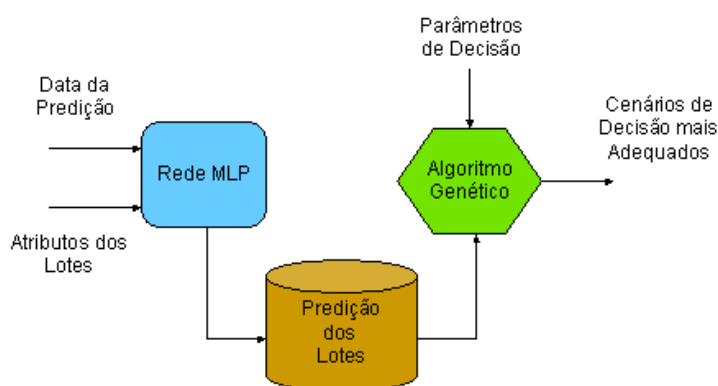 Parâmetros
de Decisão
Data da
Predição
Cenários de
Decisão mais
Adequados
Rede MLP
Algoritmo
Genético
Atributos dos
Lotes
Predição
dos
Lotes